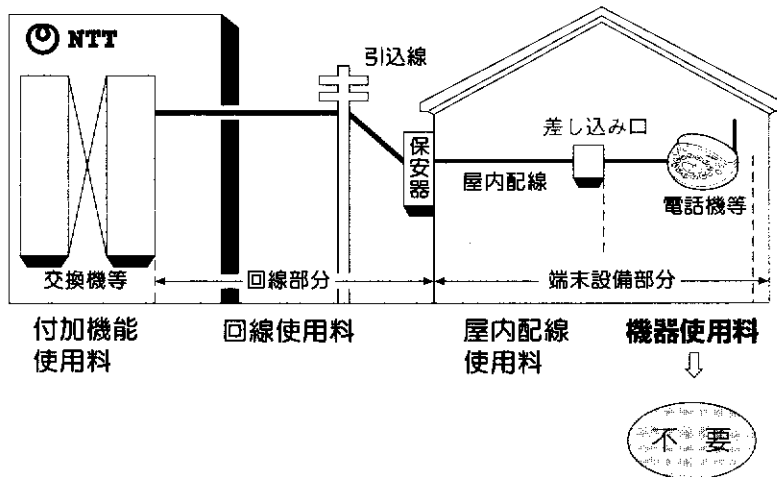 NTT
引込線
保安器
差し込み口
屋内配線
電話機等
交換機等
回線部分
端末設備部分
付加機能
使用料
回線使用料
屋内配線
使用料
機器使用料
不要